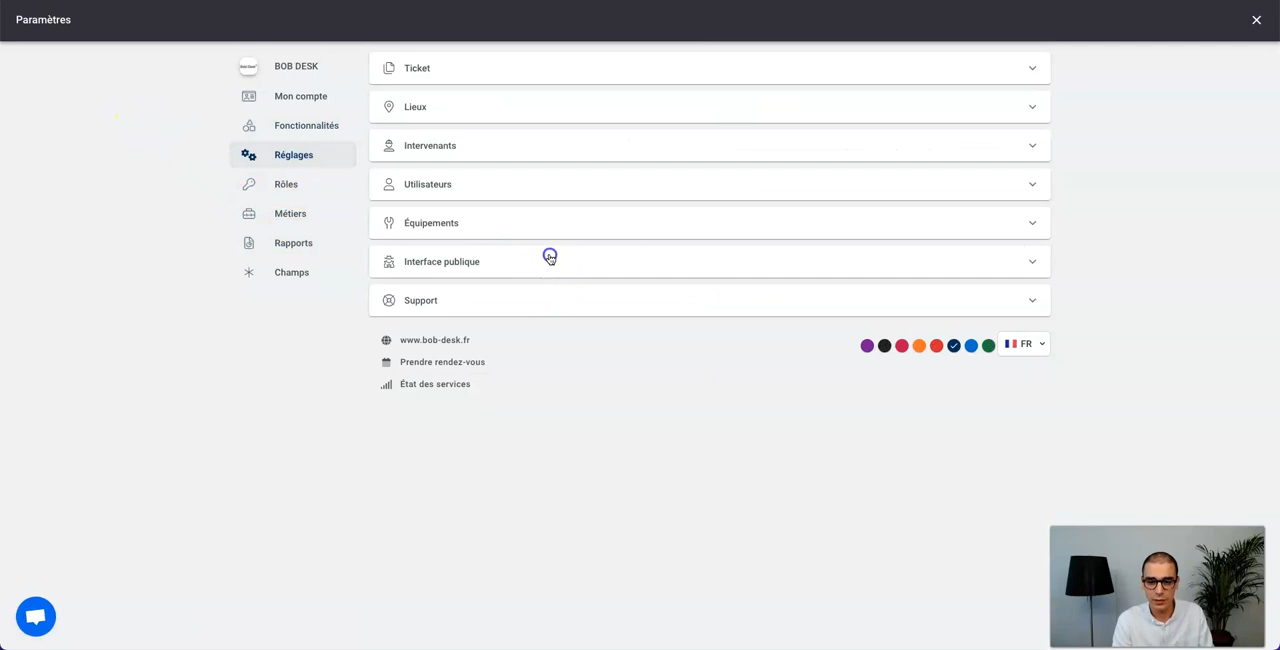 Paramètres
BOB DESK
Mon compte
Fonctionnalités
Réglages
Rôles
Métiers
Rapports
Champs
Ticket
Lieux
Intervenants
Utilisateurs
Équipements
Interface publique
Support
www.bob-desk.fr
Prendre rendez-vous
État des services
FR